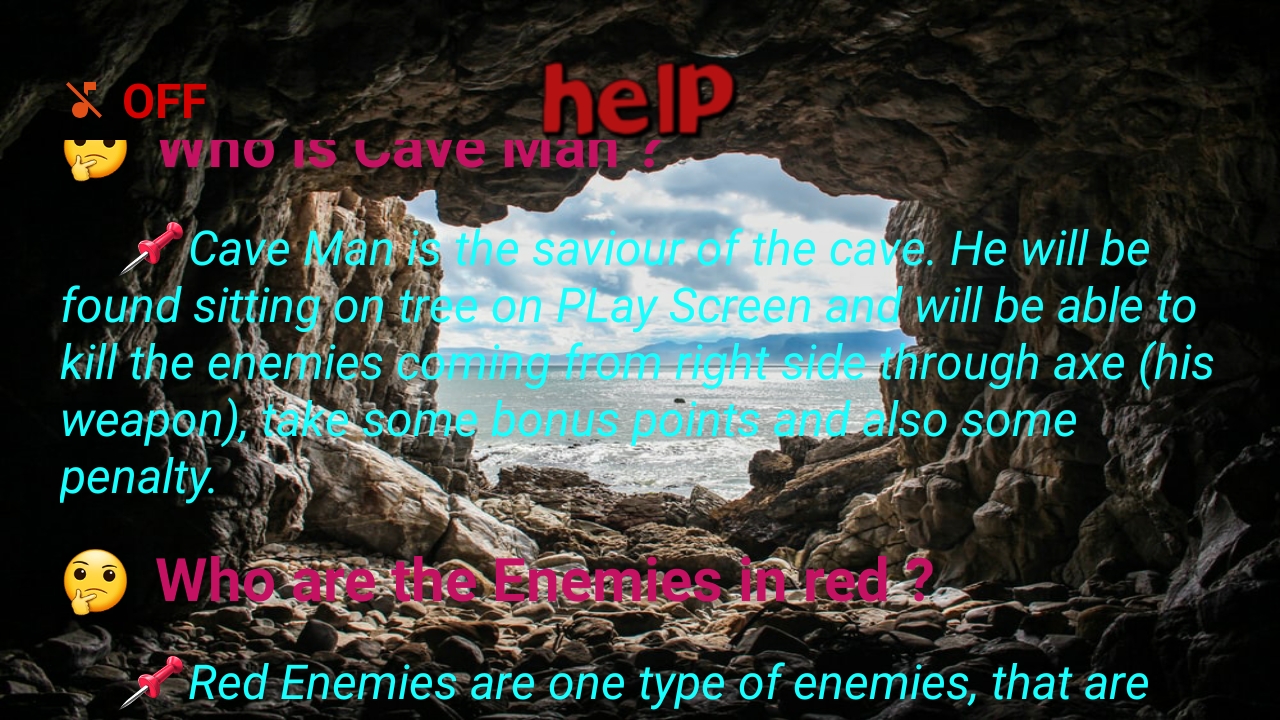 help
OFF
Who is Cave Man ?
Cave Man is the saviour of the cave. He will be
found sitting on tree on PLay Screen and will be able to
kill the enemies coming from right side through axe (his
weapon), take some bonus points and also some
penalty.
Who are the Enemies in red ?
Red Enemies are one type of enemies, that are